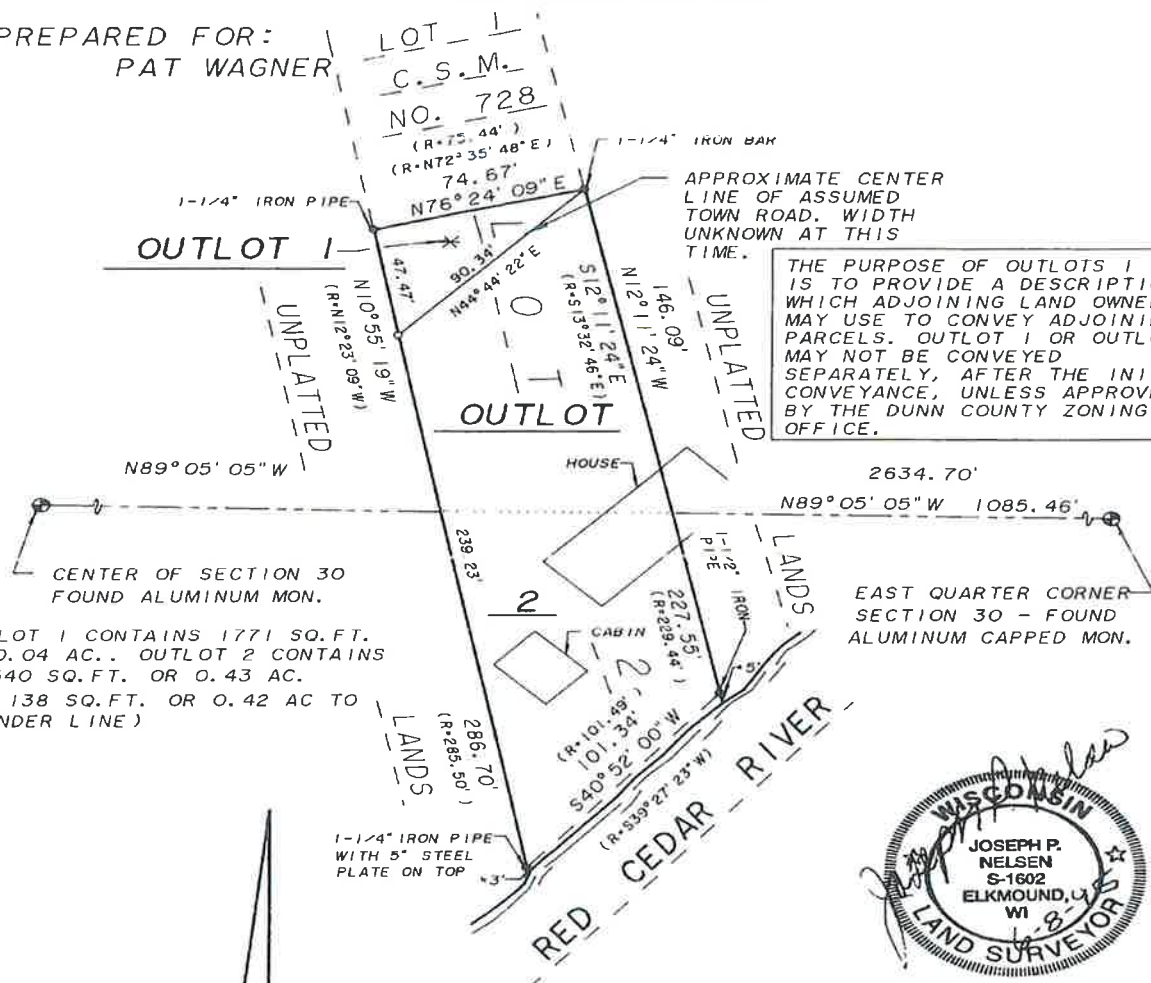 PREPARED FOR:
PAT WAGNER
LOT 1
C.S.M.
NO. 728
(R=75.44')
(R=N72°35'48"E)
74.67'
N76°24'09"E
1-1/4" IRON BAR
1-1/4" IRON PIPE
APPROXIMATE CENTER
LINE OF ASSUMED
TOWN ROAD. WIDTH
UNKNOWN AT THIS
TIME.
OUTLOT 1
47.47'
90.34'
N44°44'22"E
N10°55'19"W
(R=N12°23'09"W)
S12°11'24"E
(R=S13°32'46"E)
N12°11'24"W
146.09'
UNPLATTED
UNPLATTED
LOT
THE PURPOSE OF OUTLOTS 1
IS TO PROVIDE A
WHICH ADJOINING LAND
MAY USE TO CONVEY
PARCELS. OUTLOT 1 OR
MAY NOT BE CONVEYED
SEPARATELY, AFTER THE
CONVEYANCE, UNLESS
BY THE DUNN COUNTY ZONING
OFFICE.
OUTLOT
HOUSE
N89°05'05"W
2634.70'
N89°05'05"W 1085.46'
CENTER OF SECTION 30
FOUND ALUMINUM MON.
239.23'
1-1/2" IRON
PIPE
LANDS
EAST QUARTER CORNER
SECTION 30 - FOUND
ALUMINUM CAPPED MON.
2
CABIN
2
227.55'
(R=229.44')
±5'
LOT 1 CONTAINS 1771 SQ.FT.
0.04 AC.. OUTLOT 2 CONTAINS
640 SQ.FT. OR 0.43 AC.
138 SQ.FT. OR 0.42 AC TO
LINE)
LANDS
286.70'
(R=285.50')
(R=101.49')
101.34'
S40°52'00"W
(R=S39°27'23"W)
1-1/4" IRON PIPE
WITH 5" STEEL
PLATE ON TOP
±3'
RED CEDAR RIVER
WISCONSIN
JOSEPH P.
NELSEN
S-1602
ELKMOUND,
WI
LAND SURVEYOR